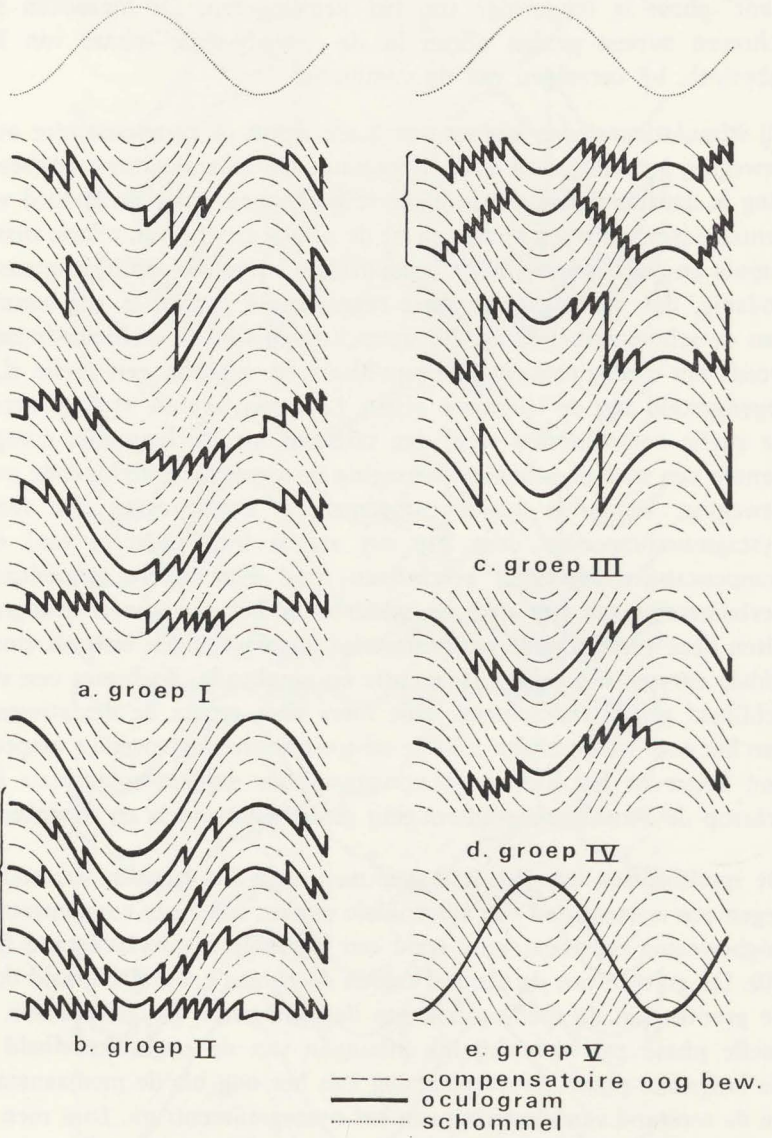 a. groep I
b. groep II
c. groep III
d. groep IV
e. groep V
compensatoire oog bew.
oculogram
schommel